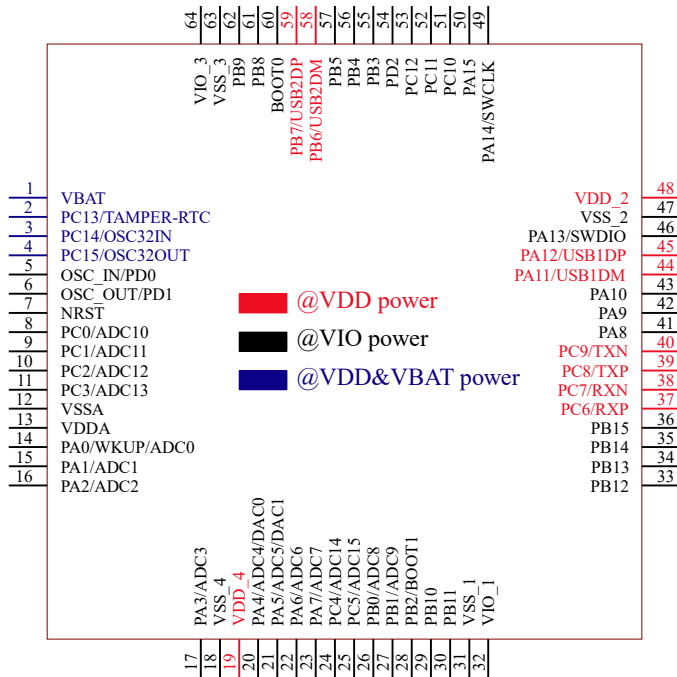 64 63 62 61 60 59 58 57 56 55 54 53 52 51 50 49
VIO_3
VSS_3
PB9
PB8
BOOT0
PB7/USB2DP
PB6/USB2DM
PB5
PB4
PB3
PD2
PC12
PC11
PC10
PA15
PA14/SWCLK
1 VBAT
2 PC13/TAMPER-RTC
3 PC14/OSC32IN
4 PC15/OSC32OUT
5 OSC_IN/PD0
6 OSC_OUT/PD1
7 NRST
8 PC0/ADC10
9 PC1/ADC11
10 PC2/ADC12
11 PC3/ADC13
12 VSSA
13 VDDA
14 PA0/WKUP/ADC0
15 PA1/ADC1
16 PA2/ADC2
@VDD power
@VIO power
@VDD&VBAT power
VDD_2 48
VSS_2 47
PA13/SWDIO 46
PA12/USB1DP 45
PA11/USB1DM 44
PA10 43
PA9 42
PA8 41
PC9/TXN 40
PC8/TXP 39
PC7/RXN 38
PC6/RXP 37
PB15 36
PB14 35
PB13 34
PB12 33
PA3/ADC3
VSS_4
VDD_4
PA4/ADC4/DAC0
PA5/ADC5/DAC1
PA6/ADC6
PA7/ADC7
PC4/ADC14
PC5/ADC15
PB0/ADC8
PB1/ADC9
PB2/BOOT1
PB10
PB11
VSS_1
VIO_1
17 18 19 20 21 22 23 24 25 26 27 28 29 30 31 32